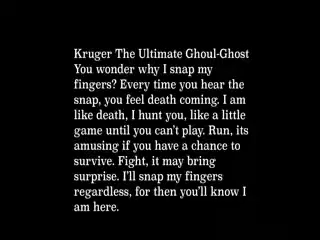 Kruger The Ultimate Ghoul-Ghost
You wonder why I snap my
fingers? Every time you hear the
snap, you feel death coming. I am
like death, I hunt you, like a little
game until you can't play. Run, its
amusing if you have a chance to
survive. Fight, it may bring
surprise. I'll snap my fingers
regardless, for then you'll know I
am here.